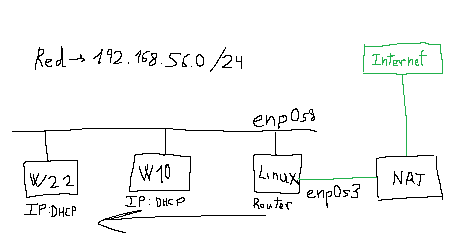 Red → 192.168.56.0/24
Internet
enp0s8
W22
W10
Linux
NAT
enp0s3
IP:DHCP
IP:DHCP
Router